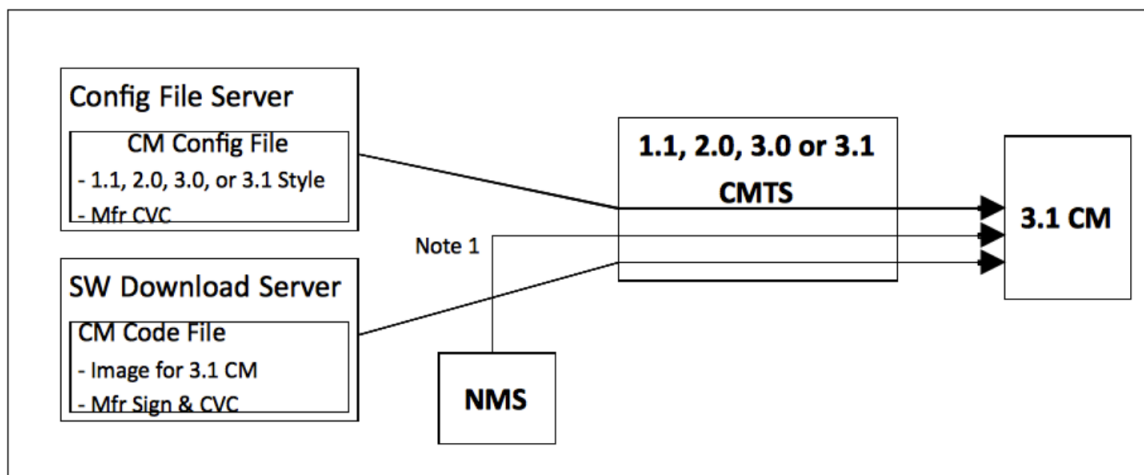 Config File Server
CM Config File
- 1.1, 2.0, 3.0, or 3.1 Style
- Mfr CVC
SW Download Server
CM Code File
- Image for 3.1 CM
- Mfr Sign & CVC
Note 1
NMS
1.1, 2.0, 3.0 or 3.1
CMTS
3.1 CM